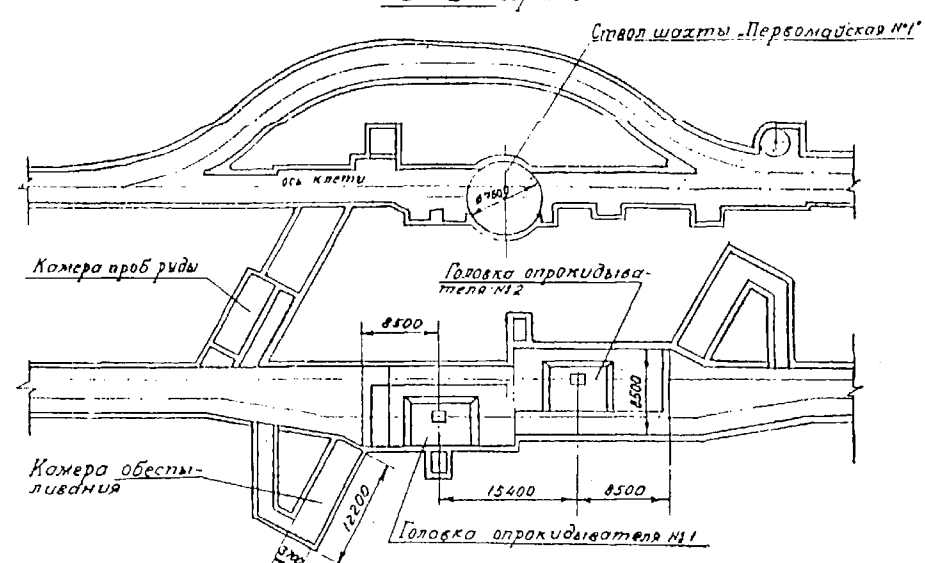 Ствол шахты „Первомайская №1"
ось клети
ø7600
Камера проб руды
Головка опрокидыва-
теля №2
8500
8500
Камера обеспы-
ливания
15400
8500
12200
3700
Головка опрокидывателя №1